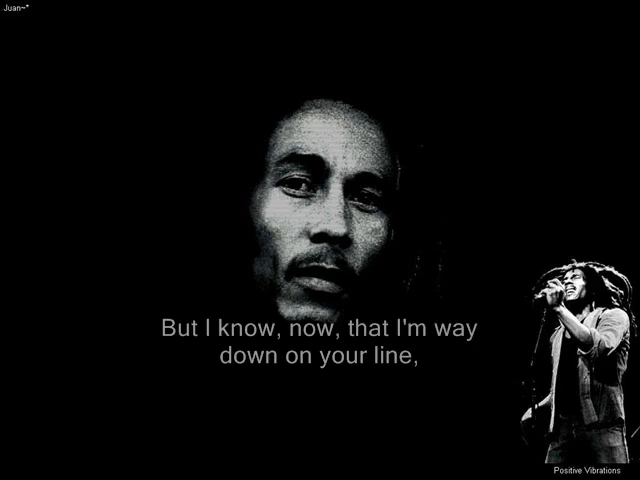 Juan~*
But I know, now, that I'm way
down on your line,
Positive Vibrations